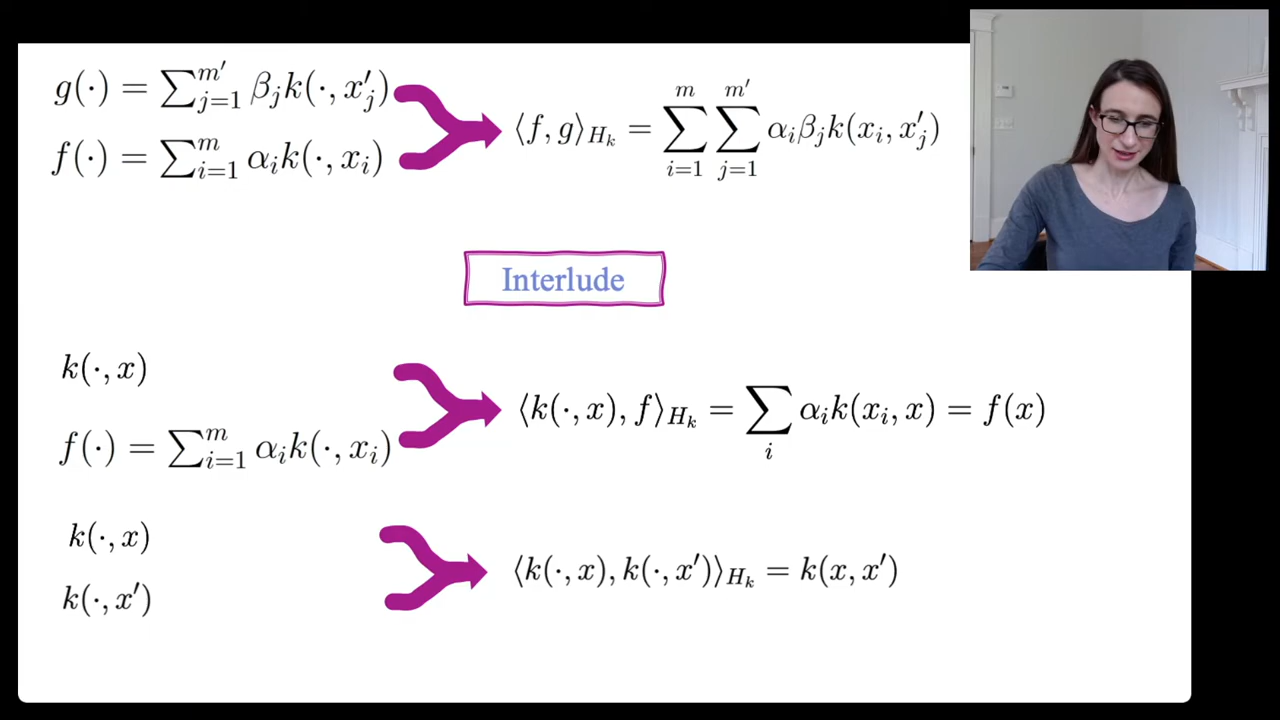 g(·) = ∑_{j=1}^{m′} β_j k(·, x′_j)
f(·) = ∑_{i=1}^{m} α_i k(·, x_i)
⟨f, g⟩_{H_k} = ∑_{i=1}^{m} ∑_{j=1}^{m′} α_i β_j k(x_i, x′_j)
Interlude
k(·, x)
f(·) = ∑_{i=1}^{m} α_i k(·, x_i)
⟨k(·, x), f⟩_{H_k} = ∑_i α_i k(x_i, x) = f(x)
k(·, x)
k(·, x′)
⟨k(·, x), k(·, x′)⟩_{H_k} = k(x, x′)